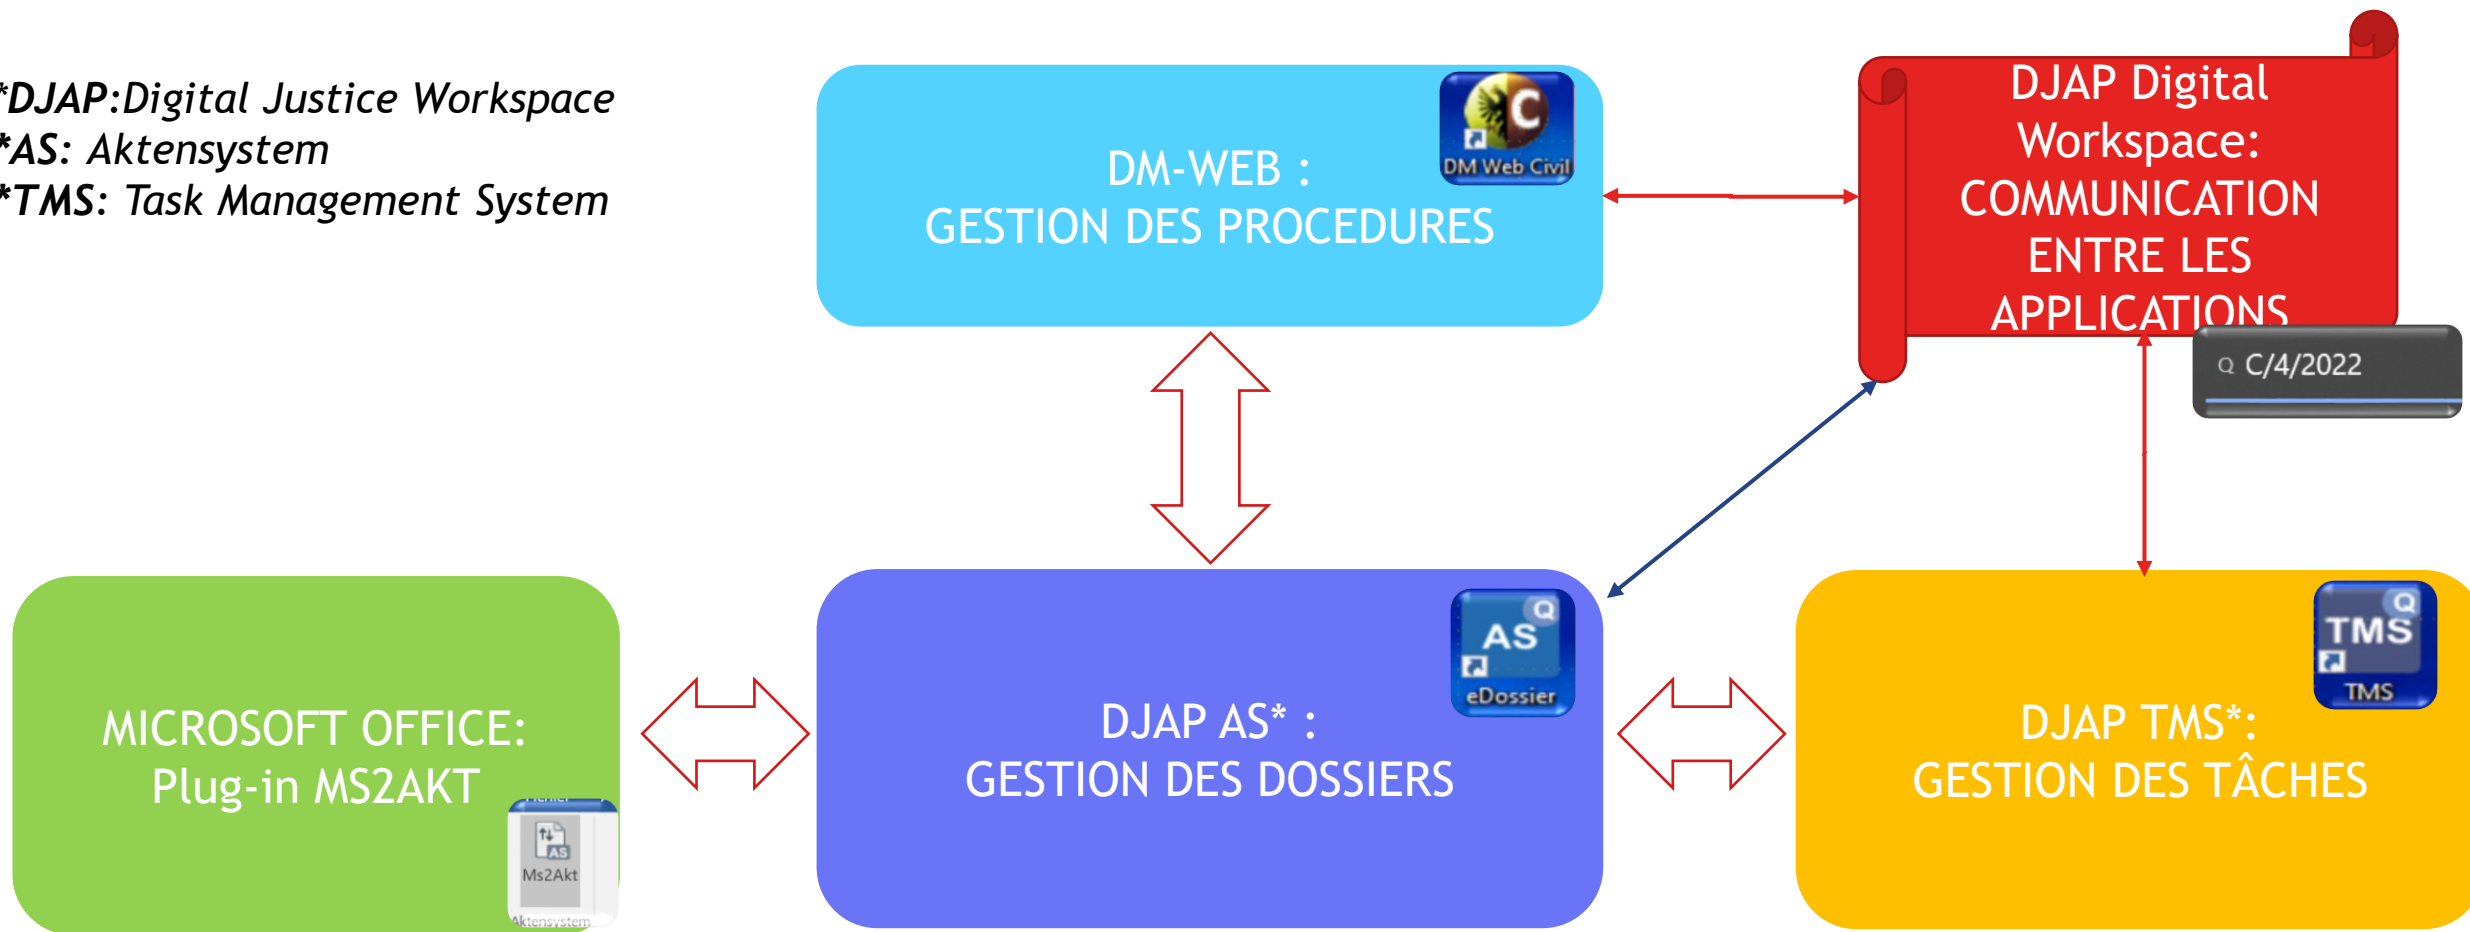 *DJAP:Digital Justice Workspace
*AS: Aktensystem
*TMS: Task Management System
DM-WEB :
GESTION DES PROCEDURES
DM Web Civil
DJAP Digital
Workspace:
COMMUNICATION
ENTRE LES
APPLICATIONS
Q C/4/2022
MICROSOFT OFFICE:
Plug-in MS2AKT
Fichier
AS
Ms2Akt
Aktensystem
DJAP AS* :
GESTION DES DOSSIERS
Q
AS
eDossier
DJAP TMS*:
GESTION DES TÂCHES
Q
TMS
TMS